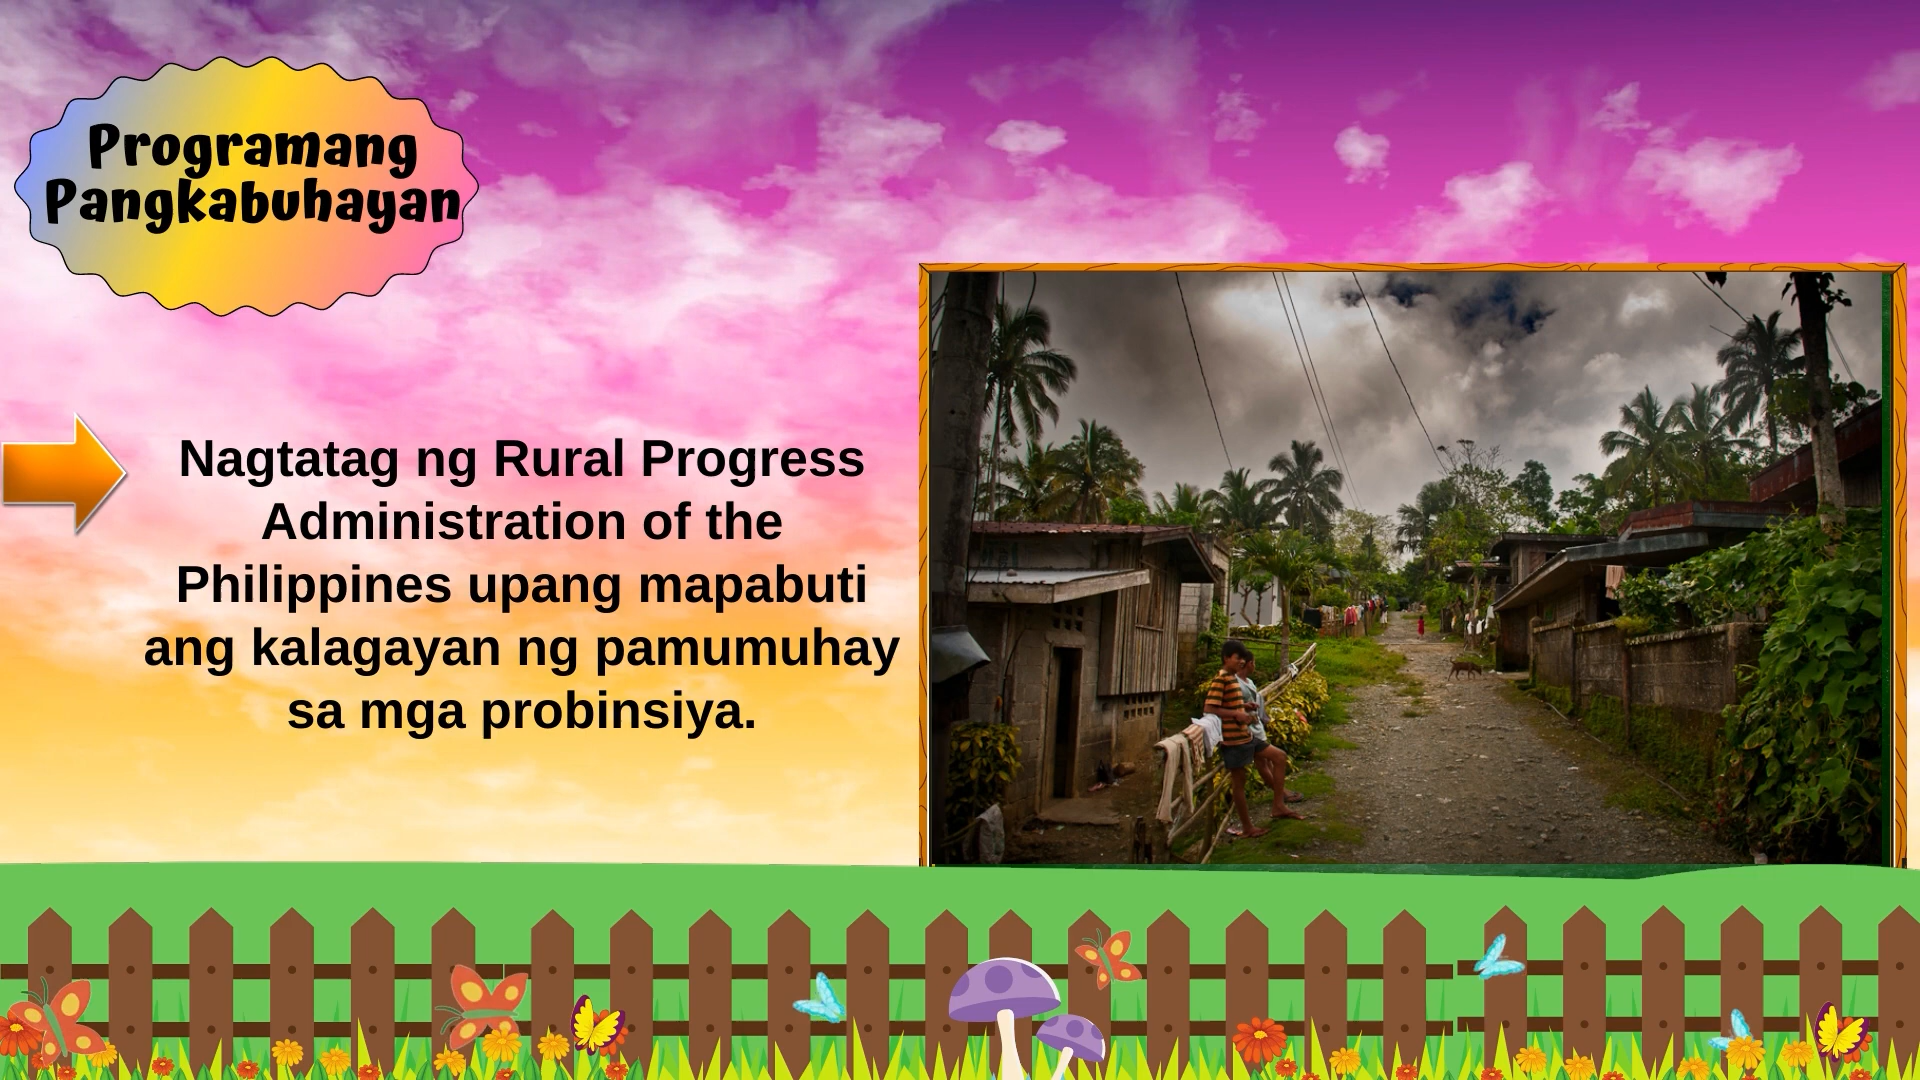 Programang
Pangkabuhayan
Nagtatag ng Rural Progress
Administration of the
Philippines upang mapabuti
ang kalagayan ng pamumuhay
sa mga probinsiya.